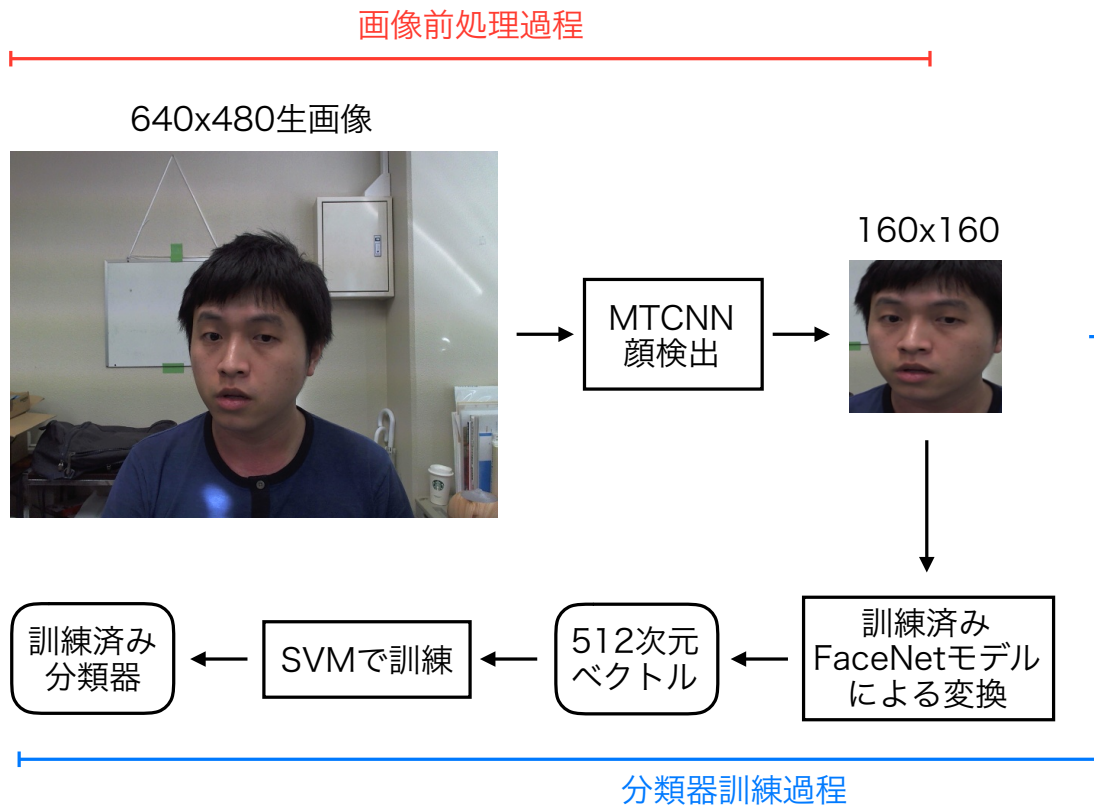 画像前処理過程
640x480生画像
160x160
MTCNN
顔検出
訓練済み
FaceNetモデル
による変換
512次元
ベクトル
SVMで訓練
訓練済み
分類器
分類器訓練過程